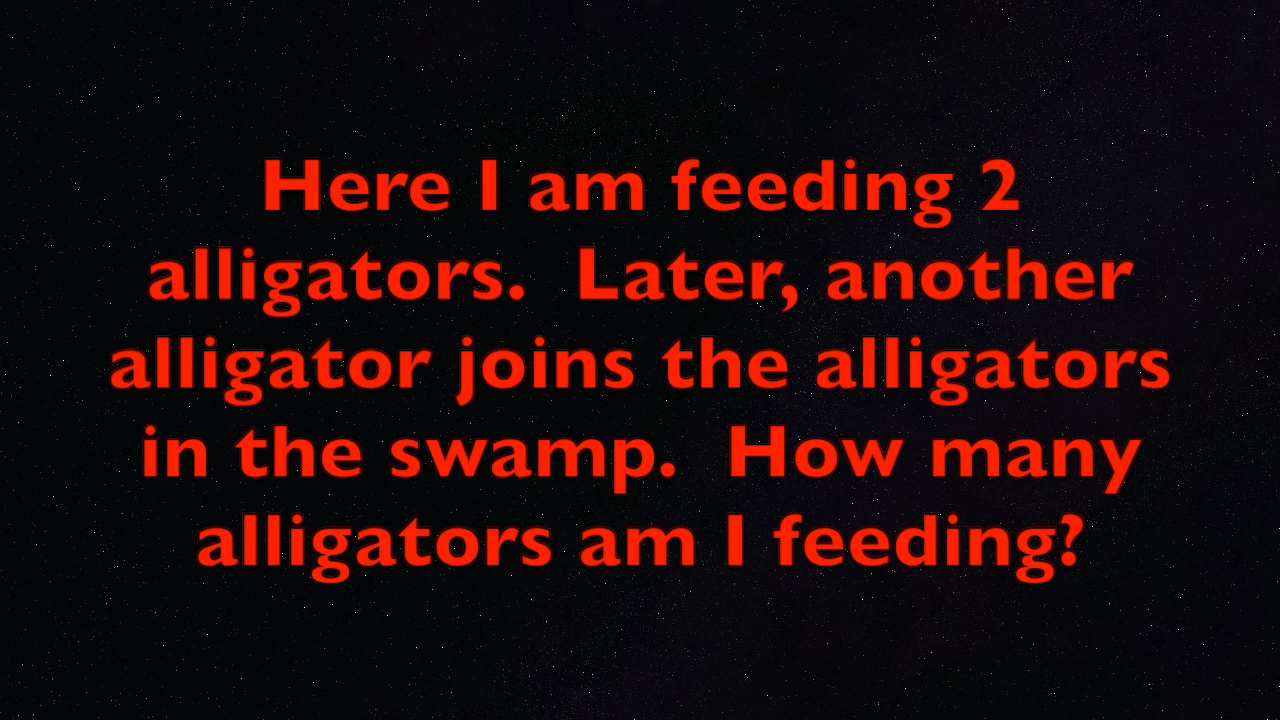 Here I am feeding 2
alligators.  Later, another
alligator joins the alligators
in the swamp.  How many
alligators am I feeding?